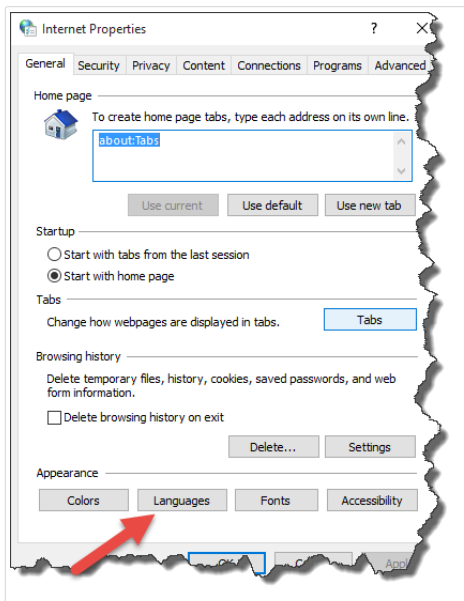 Internet Properties ? ×
General Security Privacy Content Connections Programs Advanced
Home page
To create home page tabs, type each address on its own line.
about:Tabs
Use current Use default Use new tab
Startup
Start with tabs from the last session
Start with home page
Tabs
Change how webpages are displayed in tabs. Tabs
Browsing history
Delete temporary files, history, cookies, saved passwords, and web
form information.
Delete browsing history on exit
Delete... Settings
Appearance
Colors Languages Fonts Accessibility